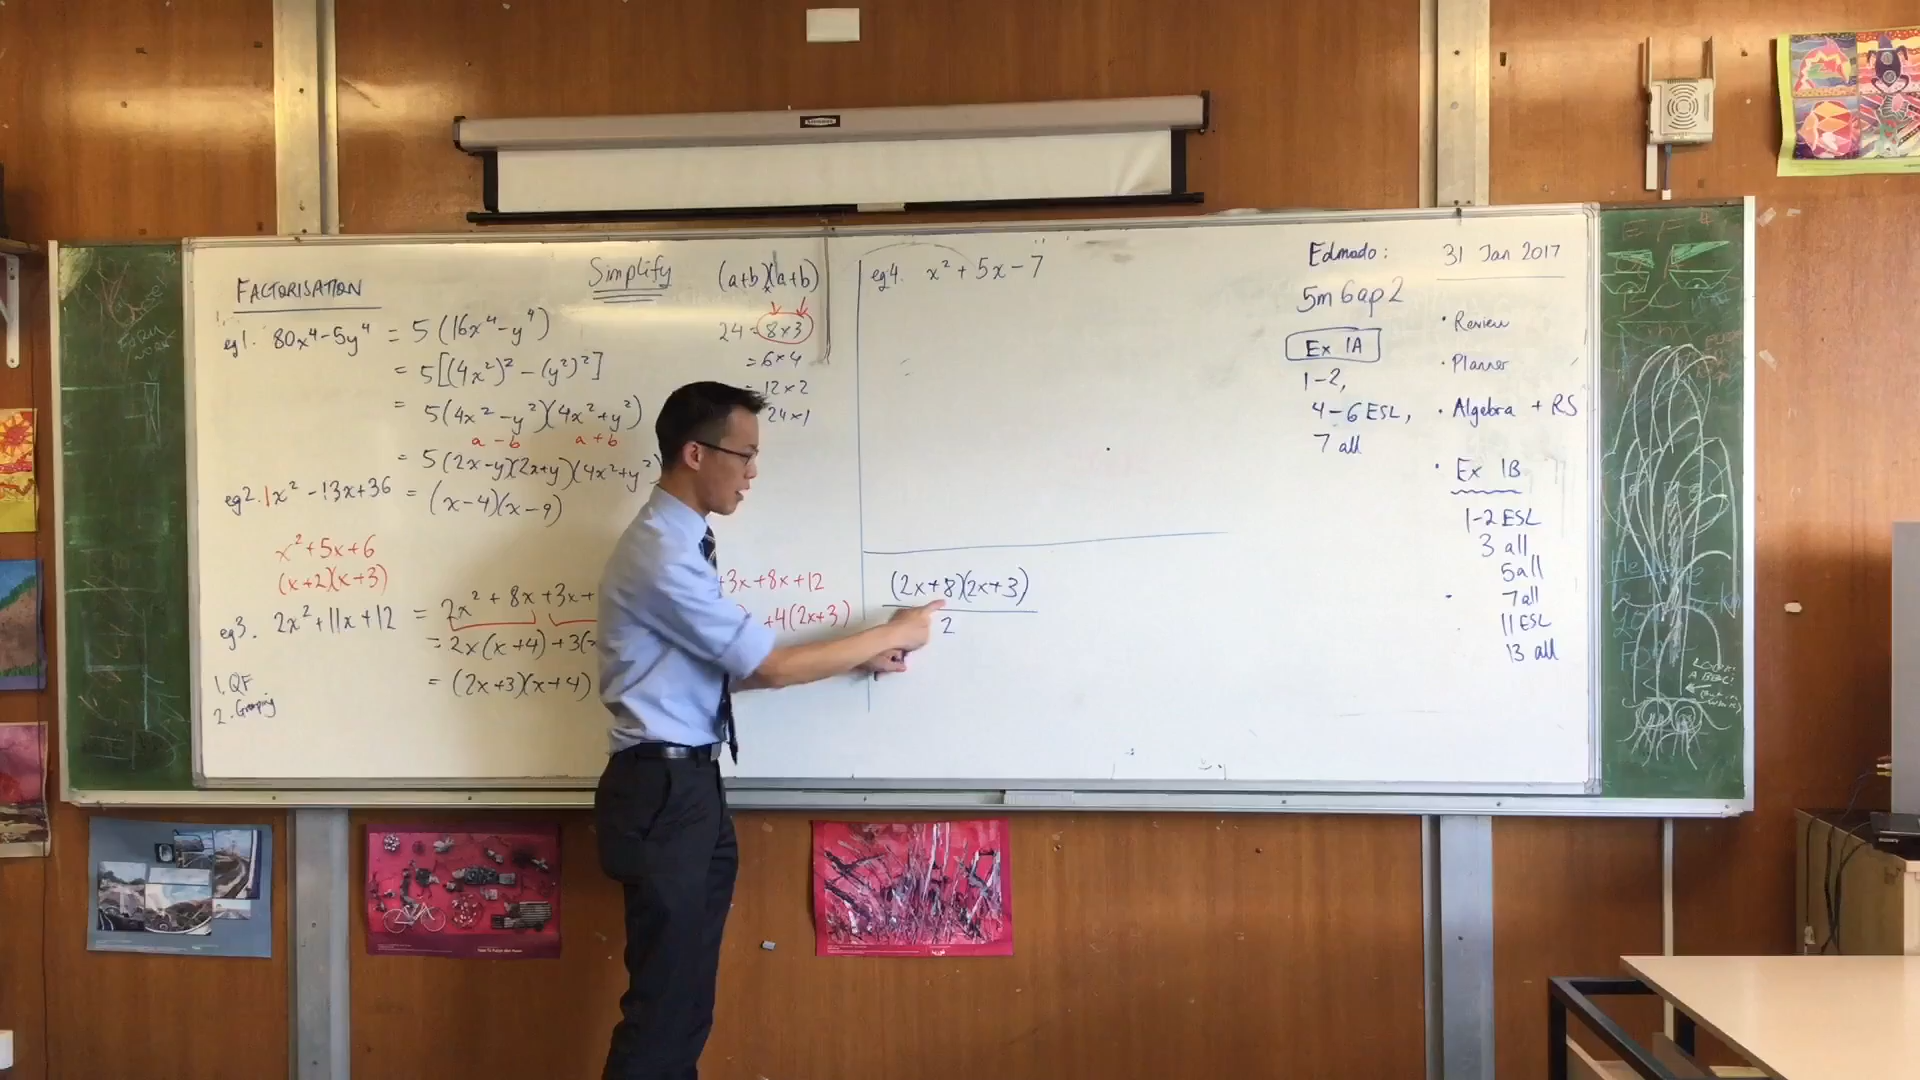 FACTORISATION
eg1. 80x⁴-5y⁴ = 5(16x⁴-y⁴)
= 5[(4x²)²-(y²)²]
= 5(4x²-y²)(4x²+y²)
a-b a+b
= 5(2x-y)(2x+y)(4x²+y²)
eg2. 1x²-13x+36 = (x-4)(x-9)
x²+5x+6
(x+2)(x+3)
eg3. 2x²+11x+12 = 2x²+8x+3x+
= 2x(x+4)+3(
= (2x+3)(x+4)
1. QF
2. Grouping
Simplify
(a+b)(a+b)
24 = 8×3
= 6×4
= 12×2
24×1
+3x+8x+12
+4(2x+3)
eg4. x²+5x-7
(2x+8)(2x+3)
2
Edmodo:
5m6ap2
Ex 1A
1-2,
4-6 ESL,
7 all
31 Jan 2017
• Review
• Planner
• Algebra + RS
• Ex 1B
1-2 ESL
3 all
5 all
7 all
11 ESL
13 all